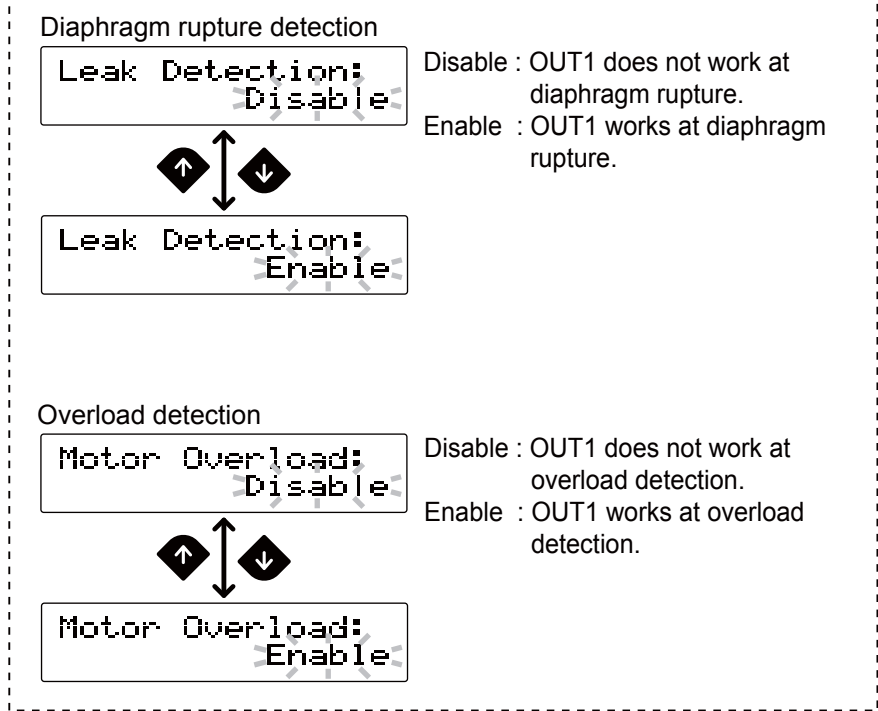 Diaphragm rupture detection
Leak Detection:
Disable
Disable : OUT1 does not work at
diaphragm rupture.
Enable : OUT1 works at diaphragm
rupture.
Leak Detection:
Enable
Overload detection
Motor Overload:
Disable
Disable : OUT1 does not work at
overload detection.
Enable : OUT1 works at overload
detection.
Motor Overload:
Enable